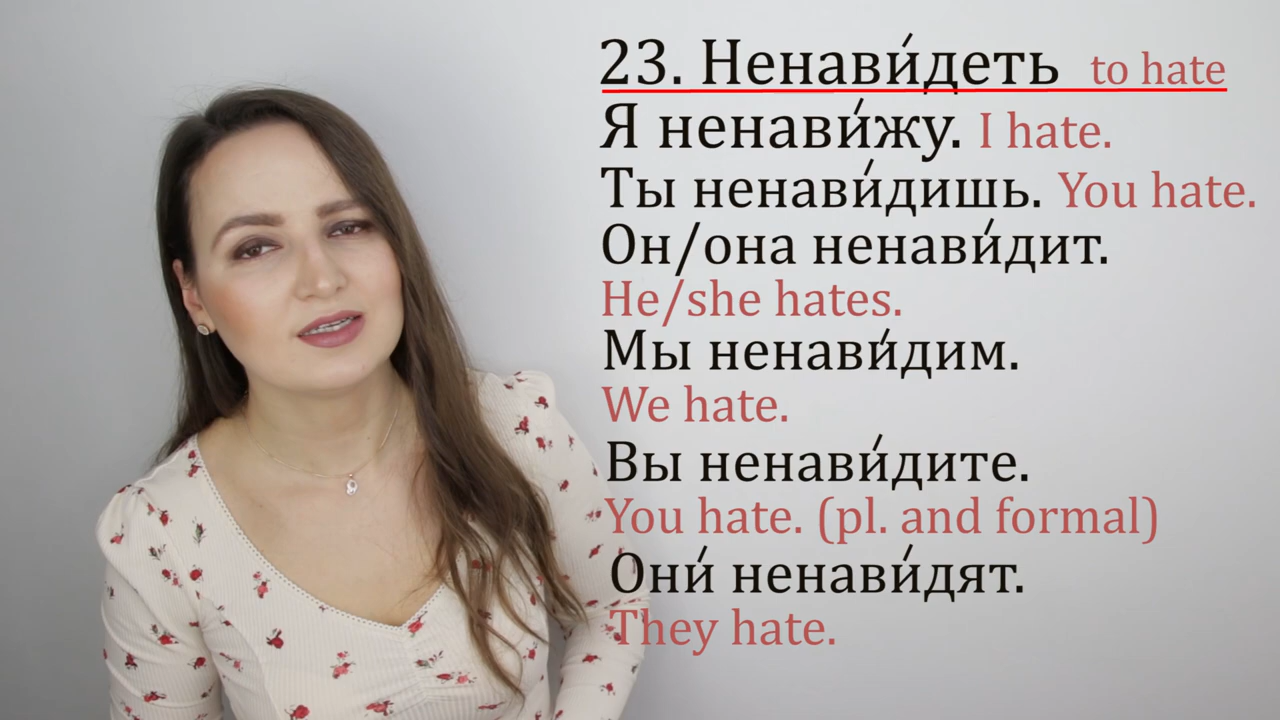 23. Ненави́деть to hate
Я ненави́жу. I hate.
Ты ненави́дишь. You hate.
Он/она ненави́дит.
He/she hates.
Мы ненави́дим.
We hate.
Вы ненави́дите.
You hate. (pl. and formal)
Они́ ненави́дят.
They hate.